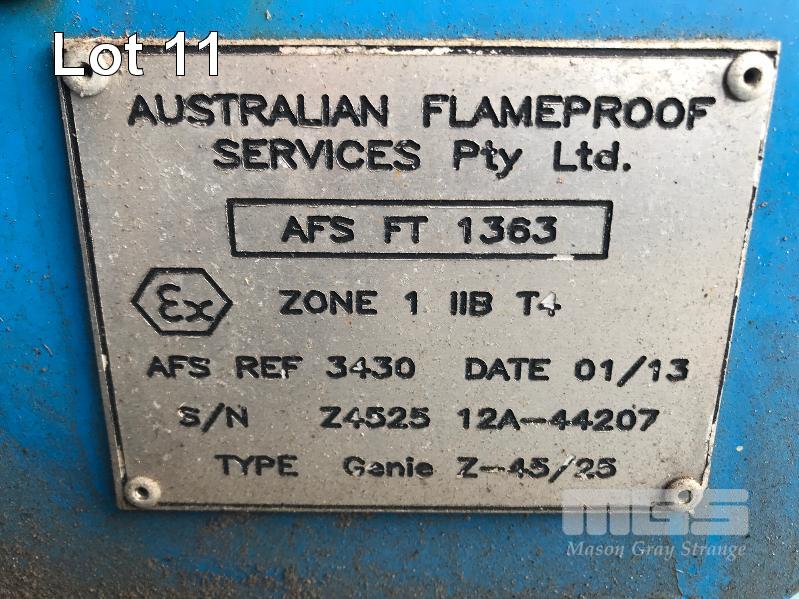 Lot 11
AUSTRALIAN FLAMEPROOF
SERVICES Pty Ltd.
AFS FT 1363
Ex ZONE 1 IIB T4
AFS REF 3430 DATE 01/13
S/N Z4525 12A-44207
TYPE Genie Z-45/25
MGS
Mason Gray Strange